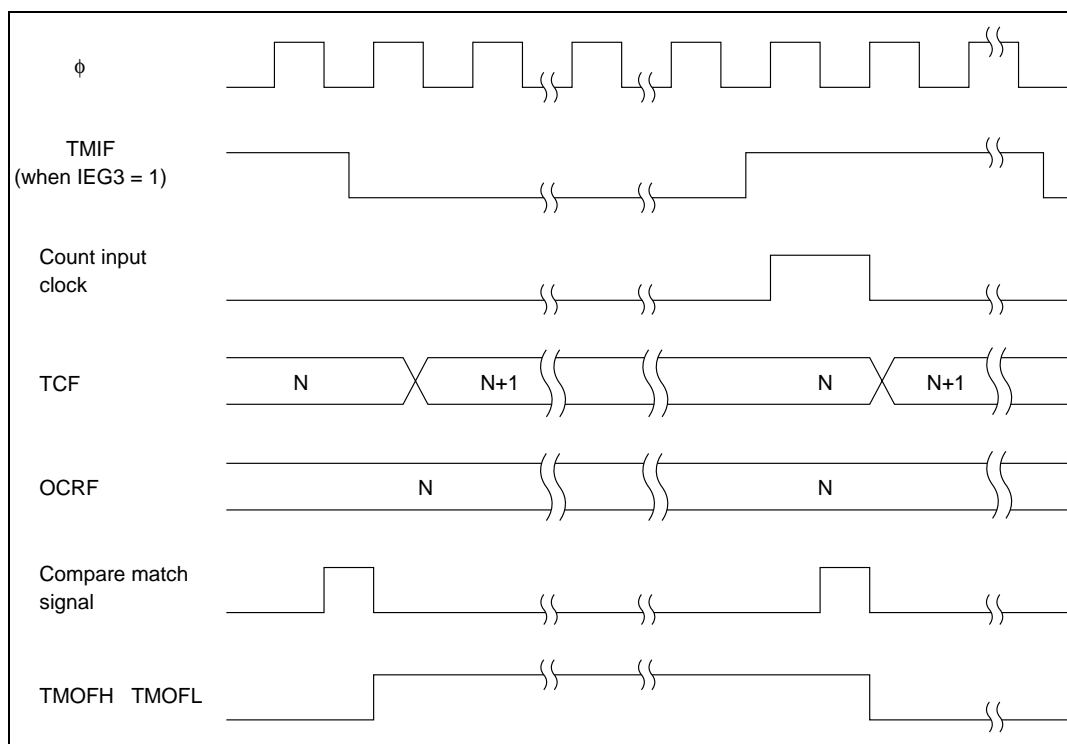 ϕ
TMIF
(when IEG3 = 1)
Count input
clock
TCF
N
N+1
N
N+1
OCRF
N
N
Compare match
signal
TMOFH TMOFL